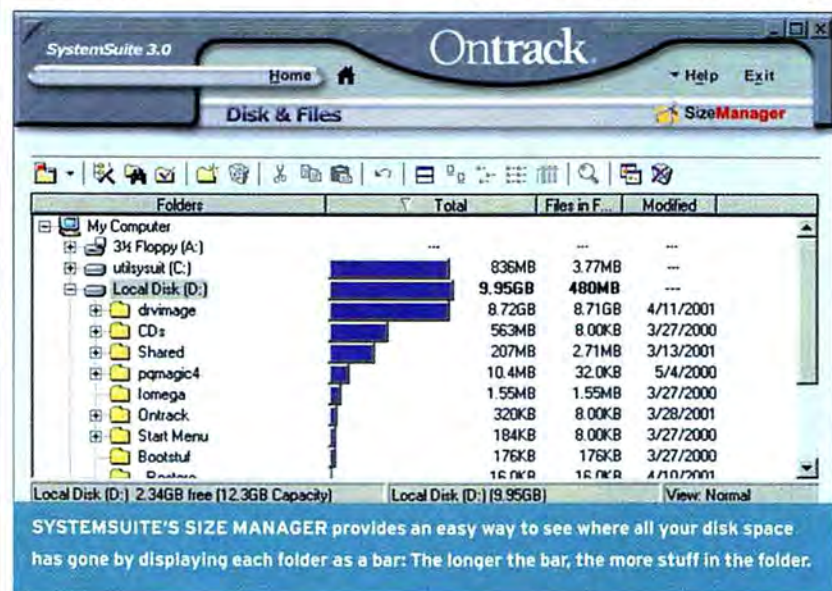 SystemSuite 3.0
Ontrack
Home
Help Exit
Disk & Files
SizeManager
Folders Total Files in F... Modified
My Computer
3½ Floppy (A:) --- --- ---
utilsysuit (C:) 836MB 3.77MB ---
Local Disk (D:) 9.95GB 480MB ---
drvimage 8.72GB 8.71GB 4/11/2001
CDs 563MB 8.00KB 3/27/2000
Shared 207MB 2.71MB 3/13/2001
pqmagic4 10.4MB 32.0KB 5/4/2000
Iomega 1.55MB 1.55MB 3/27/2000
Ontrack 320KB 8.00KB 3/28/2001
Start Menu 184KB 8.00KB 3/27/2000
Bootstuf 176KB 176KB 3/27/2000
16.0KB 16.0KB 4/10/2001
Local Disk (D:) 2.34GB free (12.3GB Capacity) Local Disk (D:) (9.95GB) View: Normal
SYSTEMSUITE'S SIZE MANAGER provides an easy way to see where all your disk space
has gone by displaying each folder as a bar: The longer the bar, the more stuff in the folder.